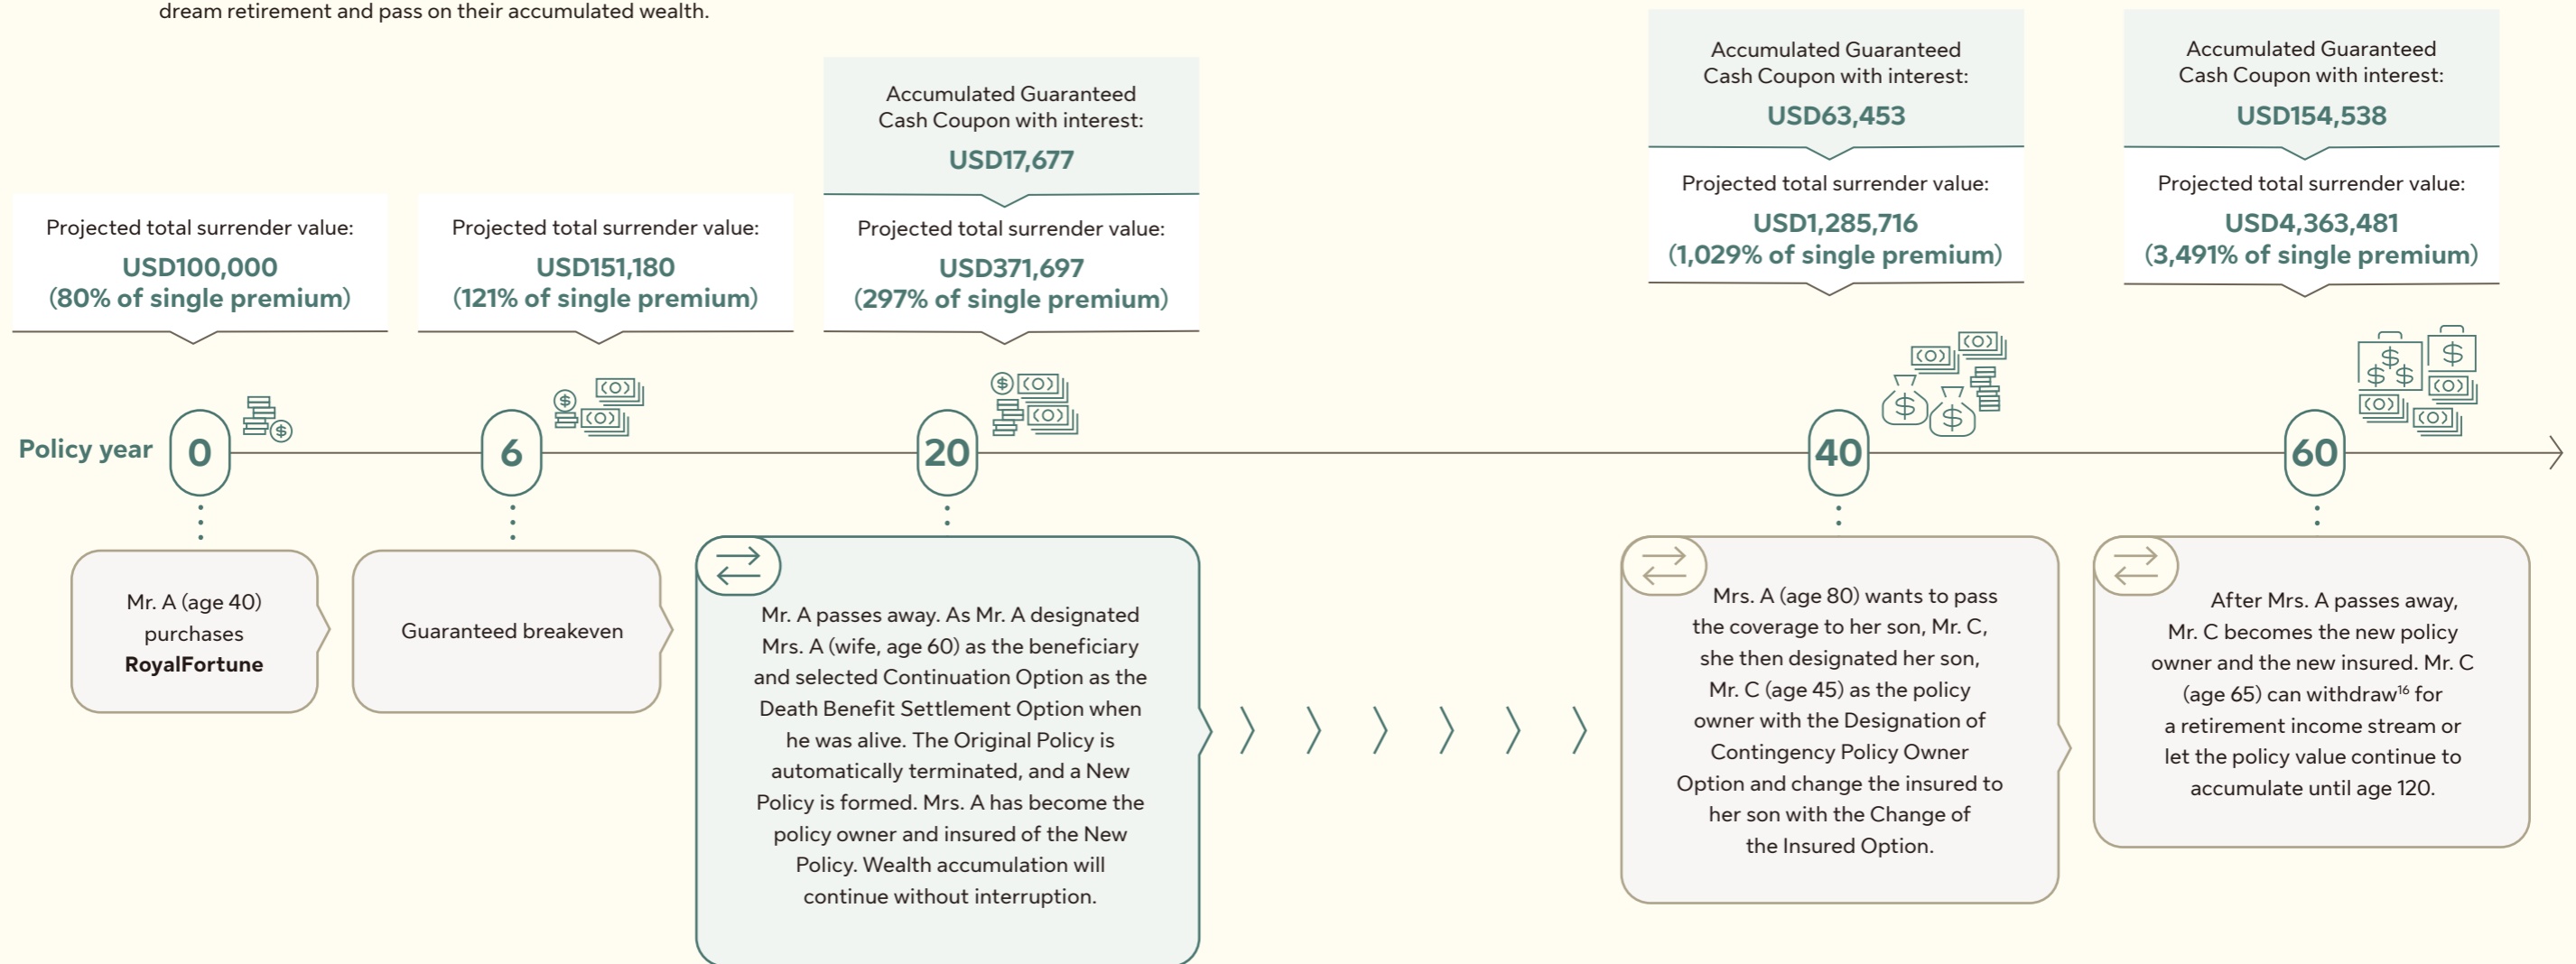 dream retirement and pass on their accumulated wealth.
Projected total surrender value:
USD100,000
(80% of single premium)
Projected total surrender value:
USD151,180
(121% of single premium)
Accumulated Guaranteed
Cash Coupon with interest:
USD17,677
Projected total surrender value:
USD371,697
(297% of single premium)
Accumulated Guaranteed
Cash Coupon with interest:
USD63,453
Projected total surrender value:
USD1,285,716
(1,029% of single premium)
Accumulated Guaranteed
Cash Coupon with interest:
USD154,538
Projected total surrender value:
USD4,363,481
(3,491% of single premium)
Policy year
0
6
20
40
60
Mr. A (age 40)
purchases
RoyalFortune
Guaranteed breakeven
Mr. A passes away. As Mr. A designated
Mrs. A (wife, age 60) as the beneficiary
and selected Continuation Option as the
Death Benefit Settlement Option when
he was alive. The Original Policy is
automatically terminated, and a New
Policy is formed. Mrs. A has become the
policy owner and insured of the New
Policy. Wealth accumulation will
continue without interruption.
Mrs. A (age 80) wants to pass
the coverage to her son, Mr. C,
she then designated her son,
Mr. C (age 45) as the policy
owner with the Designation of
Contingency Policy Owner
Option and change the insured to
her son with the Change of
the Insured Option.
After Mrs. A passes away,
Mr. C becomes the new policy
owner and the new insured. Mr. C
(age 65) can withdraw¹⁶ for
a retirement income stream or
let the policy value continue to
accumulate until age 120.